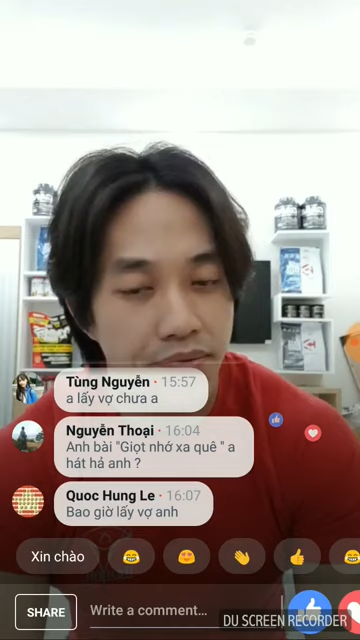 Tùng Nguyễn · 15:57
a lấy vợ chưa a
Nguyễn Thoại · 16:04
Anh bài "Giọt nhớ xa quê " a
hát hả anh ?
Quoc Hung Le · 16:07
Bao giờ lấy vợ anh
Xin chào
SHARE
Write a comment…
DU SCREEN RECORDER